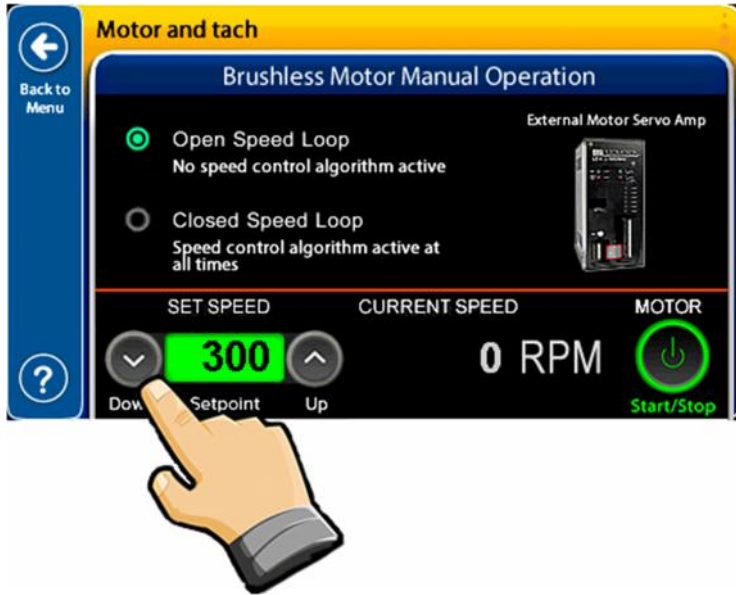 Motor and tach
Back to
Menu
Brushless Motor Manual Operation
Open Speed Loop
No speed control algorithm active
External Motor Servo Amp
Closed Speed Loop
Speed control algorithm active at
all times
SET SPEED
CURRENT SPEED
MOTOR
300
0 RPM
?
Setpoint
Up
Start/Stop